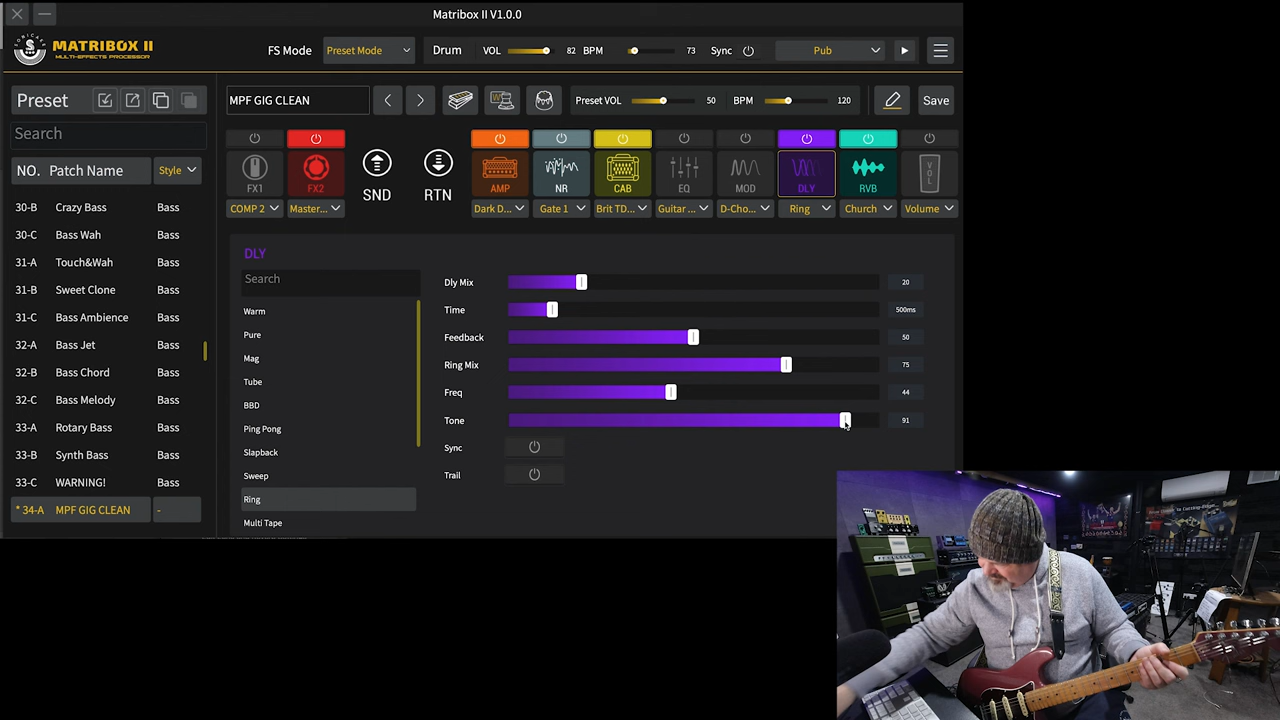 Matribox II V1.0.0
MATRIBOX II
MULTI-EFFECTS PROCESSOR
FS Mode
Preset Mode
Drum
VOL
82
BPM
73
Sync
Pub
Preset
MPF GIG CLEAN
Preset VOL
50
BPM
120
Save
Search
NO.
Patch Name
Style
FX1
FX2
SND
RTN
AMP
NR
CAB
EQ
MOD
DLY
RVB
VOL
COMP 2
Master...
Dark D...
Gate 1
Brit TD...
Guitar ...
D-Cho...
Ring
Church
Volume
30-B Crazy Bass Bass
30-C Bass Wah Bass
31-A Touch&Wah Bass
31-B Sweet Clone Bass
31-C Bass Ambience Bass
32-A Bass Jet Bass
32-B Bass Chord Bass
32-C Bass Melody Bass
33-A Rotary Bass Bass
33-B Synth Bass Bass
33-C WARNING! Bass
* 34-A MPF GIG CLEAN -
DLY
Search
Warm
Pure
Mag
Tube
BBD
Ping Pong
Slapback
Sweep
Ring
Multi Tape
Dly Mix 20
Time 500ms
Feedback 50
Ring Mix 75
Freq 44
Tone 91
Sync
Trail